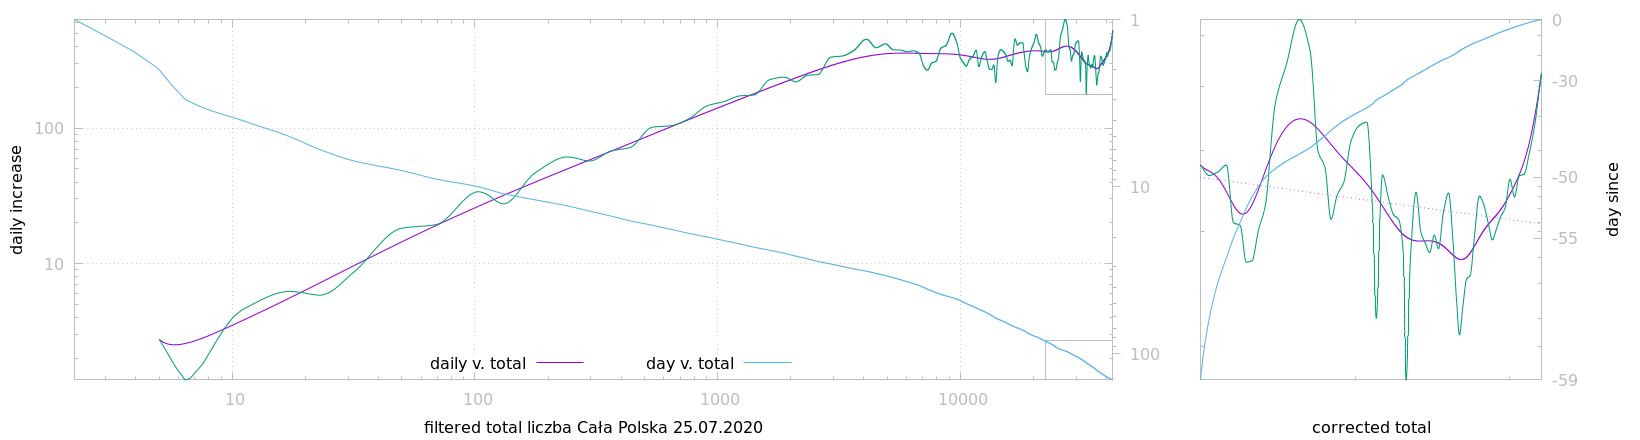 daily increase
100
10
daily v. total
day v. total
10
100
1000
10000
filtered total liczba Cała Polska 25.07.2020
1
10
100
0
-30
-50
-55
-59
day since
corrected total